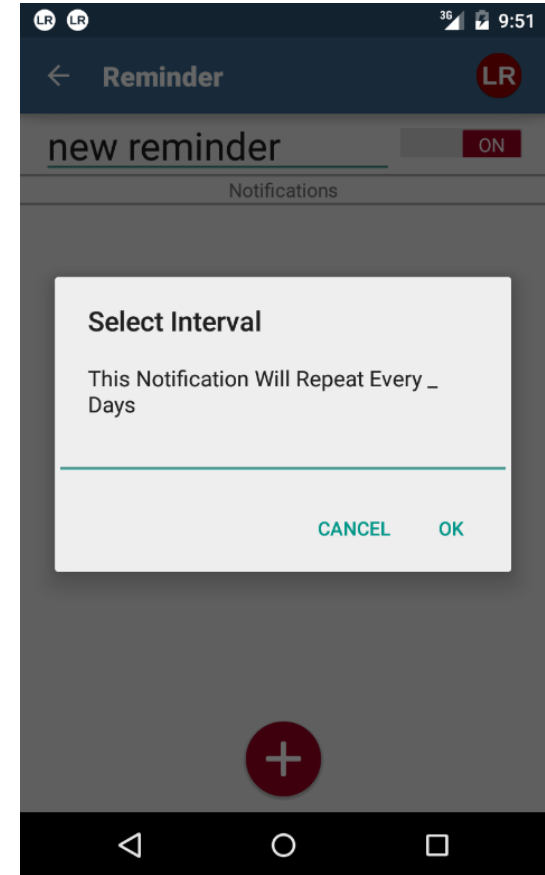 LR LR 3G 9:51
Reminder LR
new reminder ON
Notifications
Select Interval
This Notification Will Repeat Every _
Days
CANCEL OK